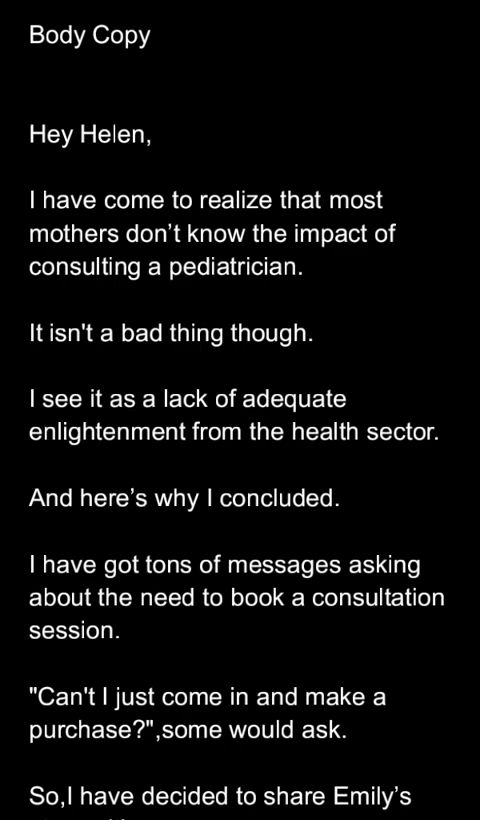 Body Copy
Hey Helen,
I have come to realize that most
mothers don’t know the impact of
consulting a pediatrician.
It isn't a bad thing though.
I see it as a lack of adequate
enlightenment from the health sector.
And here’s why I concluded.
I have got tons of messages asking
about the need to book a consultation
session.
"Can't I just come in and make a
purchase?",some would ask.
So,I have decided to share Emily’s